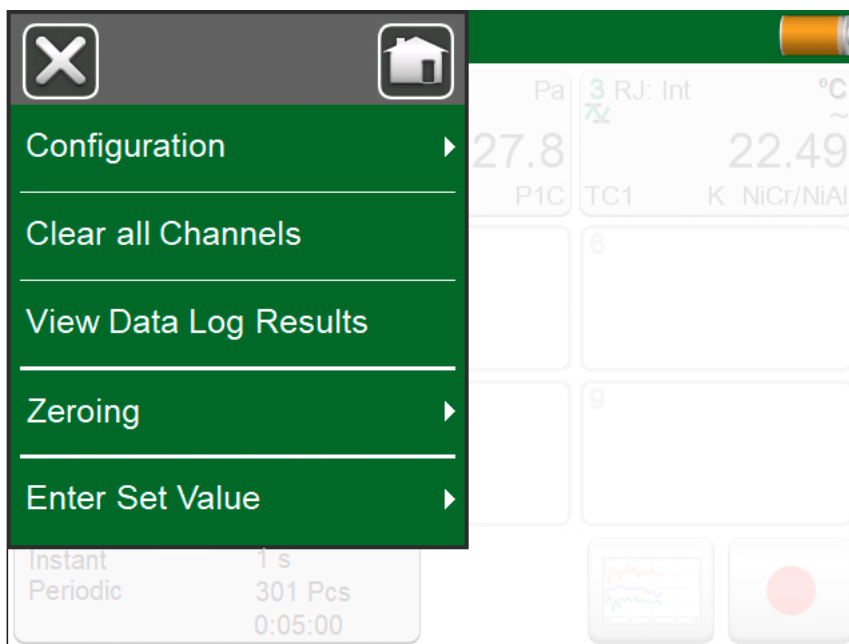 Configuration
Clear all Channels
View Data Log Results
Zeroing
Enter Set Value
Pa
27.8
P1C
3 RJ: Int °C
~
22.49
TC1 K NiCr/NiAl
6
9
Instant 1 s
Periodic 301 Pcs
0:05:00